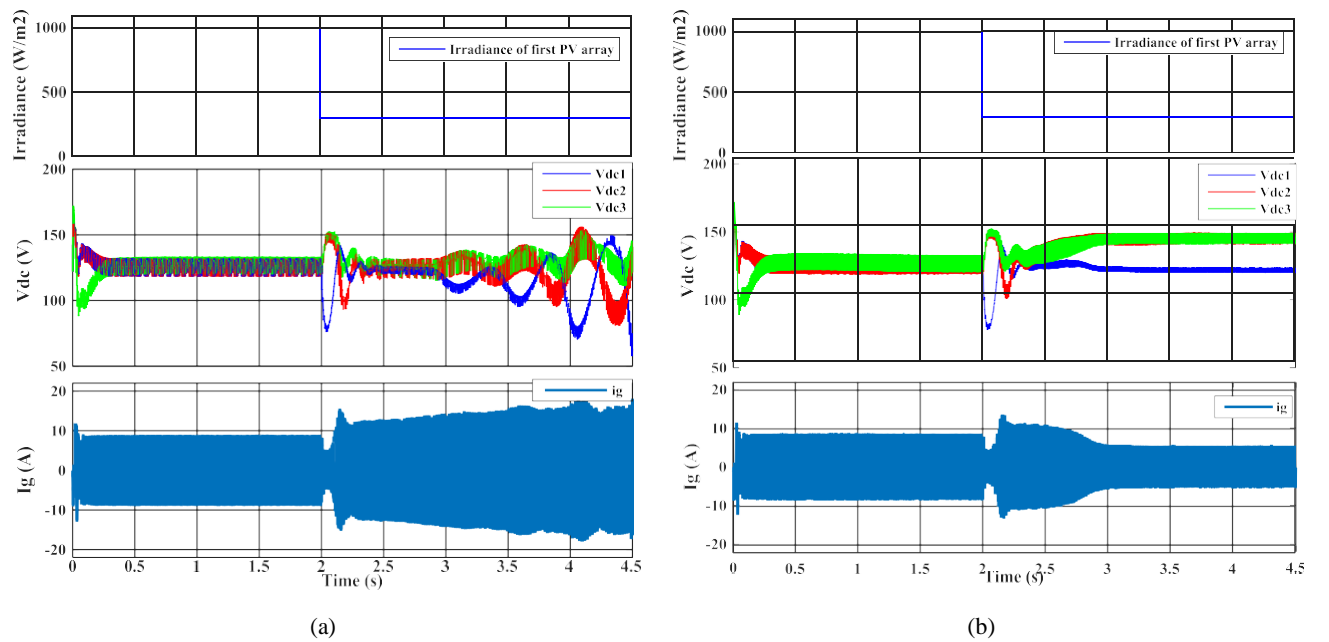 1000
500
0
Irradiance (W/m2)
Irradiance of first PV array
200
150
100
50
Vdc (V)
Vdc1
Vdc2
Vdc3
20
10
0
-10
-20
Ig (A)
ig
0 0.5 1 1.5 2 2.5 3 3.5 4 4.5
Time (s)
(a)
1000
500
0
Irradiance (W/m2)
Irradiance of first PV array
200
150
100
50
Vdc (V)
Vdc1
Vdc2
Vdc3
20
10
0
-10
-20
Ig (A)
ig
0 0.5 1 1.5 2 2.5 3 3.5 4 4.5
Time (s)
(b)